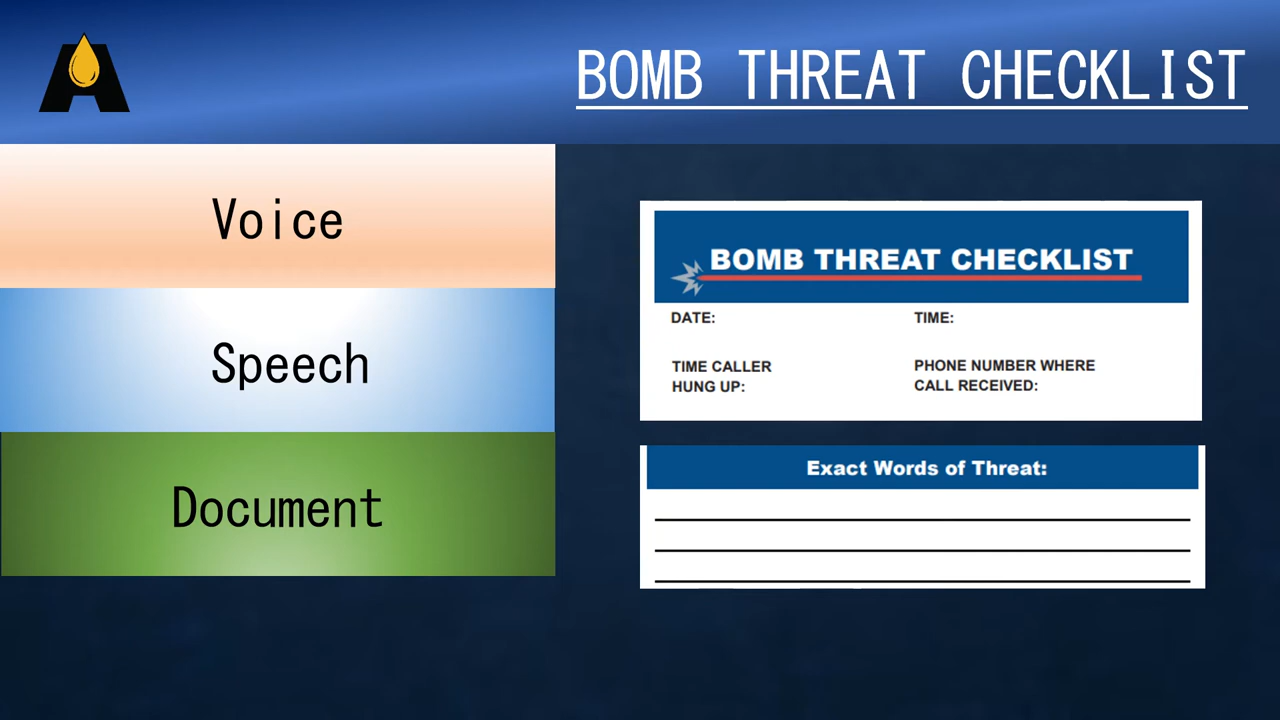 BOMB THREAT CHECKLIST
Voice
Speech
Document
BOMB THREAT CHECKLIST
DATE:
TIME:
TIME CALLER
HUNG UP:
PHONE NUMBER WHERE
CALL RECEIVED:
Exact Words of Threat: